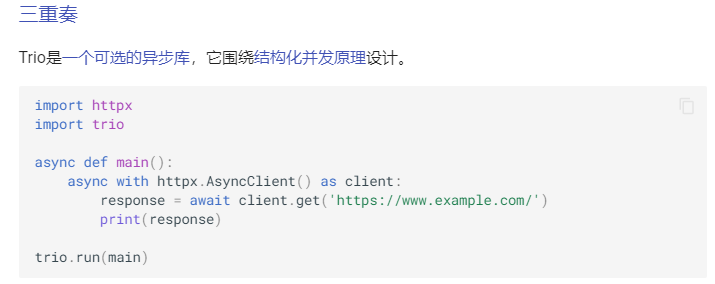 三重奏
Trio是一个可选的异步库，它围绕结构化并发原理设计。
import httpx
import trio
async def main():
    async with httpx.AsyncClient() as client:
        response = await client.get('https://www.example.com/')
        print(response)
trio.run(main)